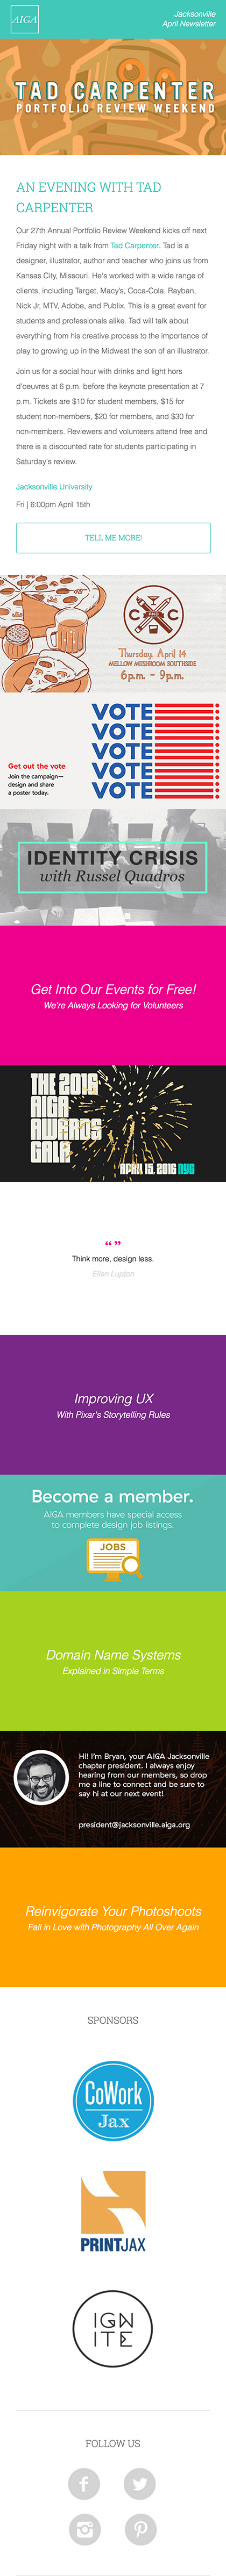 AIGA
Jacksonville
April Newsletter
TAD CARPENTER
PORTFOLIO REVIEW WEEKEND
AN EVENING WITH TAD
CARPENTER
Our 27th Annual Portfolio Review Weekend kicks off next
Friday night with a talk from Tad Carpenter. Tad is a
designer, illustrator, author and teacher who joins us from
Kansas City, Missouri. He's worked with a wide range of
clients, including Target, Macy's, Coca-Cola, Rayban,
Nick Jr, MTV, Adobe, and Publix. This is a great event for
students and professionals alike. Tad will talk about
everything from his creative process to the importance of
play to growing up in the Midwest the son of an illustrator.
Join us for a social hour with drinks and light hors
d'oeuvres at 6 p.m. before the keynote presentation at 7
p.m. Tickets are $10 for student members, $15 for
student non-members, $20 for members, and $30 for
non-members. Reviewers and volunteers attend free and
there is a discounted rate for students participating in
Saturday's review.
Jacksonville University
Fri | 6:00pm April 15th
TELL ME MORE!
C C
Thursday, April 14
MELLOW MUSHROOM SOUTHSIDE
6p.m. - 9p.m.
VOTE
VOTE
VOTE
VOTE
VOTE
Get out the vote
Join the campaign—
design and share
a poster today.
IDENTITY CRISIS
with Russel Quadros
Get Into Our Events for Free!
We're Always Looking for Volunteers
THE 2016
AIGA
AWARDS
GALA
APRIL 15, 2016 NYC
“ ”
Think more, design less.
Ellen Lupton
Improving UX
With Pixar's Storytelling Rules
Become a member.
AIGA members have special access
to complete design job listings.
JOBS
Domain Name Systems
Explained in Simple Terms
Hi! I'm Bryan, your AIGA Jacksonville
chapter president. I always enjoy
hearing from our members, so drop
me a line to connect and be sure to
say hi at our next event!
president@jacksonville.aiga.org
Reinvigorate Your Photoshoots
Fall in Love with Photography All Over Again
SPONSORS
CoWork
Jax
PRINTJAX
IGN
ITE
FOLLOW US